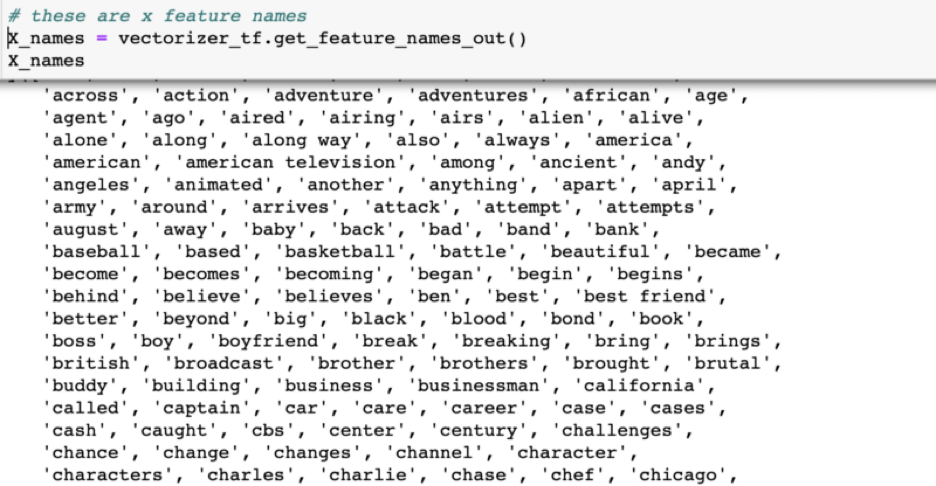 # these are x feature names
X_names = vectorizer_tf.get_feature_names_out()
X_names
'across', 'action', 'adventure', 'adventures', 'african', 'age',
'agent', 'ago', 'aired', 'airing', 'airs', 'alien', 'alive',
'alone', 'along', 'along way', 'also', 'always', 'america',
'american', 'american television', 'among', 'ancient', 'andy',
'angeles', 'animated', 'another', 'anything', 'apart', 'april',
'army', 'around', 'arrives', 'attack', 'attempt', 'attempts',
'august', 'away', 'baby', 'back', 'bad', 'band', 'bank',
'baseball', 'based', 'basketball', 'battle', 'beautiful', 'became',
'become', 'becomes', 'becoming', 'began', 'begin', 'begins',
'behind', 'believe', 'believes', 'ben', 'best', 'best friend',
'better', 'beyond', 'big', 'black', 'blood', 'bond', 'book',
'boss', 'boy', 'boyfriend', 'break', 'breaking', 'bring', 'brings',
'british', 'broadcast', 'brother', 'brothers', 'brought', 'brutal',
'buddy', 'building', 'business', 'businessman', 'california',
'called', 'captain', 'car', 'care', 'career', 'case', 'cases',
'cash', 'caught', 'cbs', 'center', 'century', 'challenges',
'chance', 'change', 'changes', 'channel', 'character',
'characters', 'charles', 'charlie', 'chase', 'chef', 'chicago',